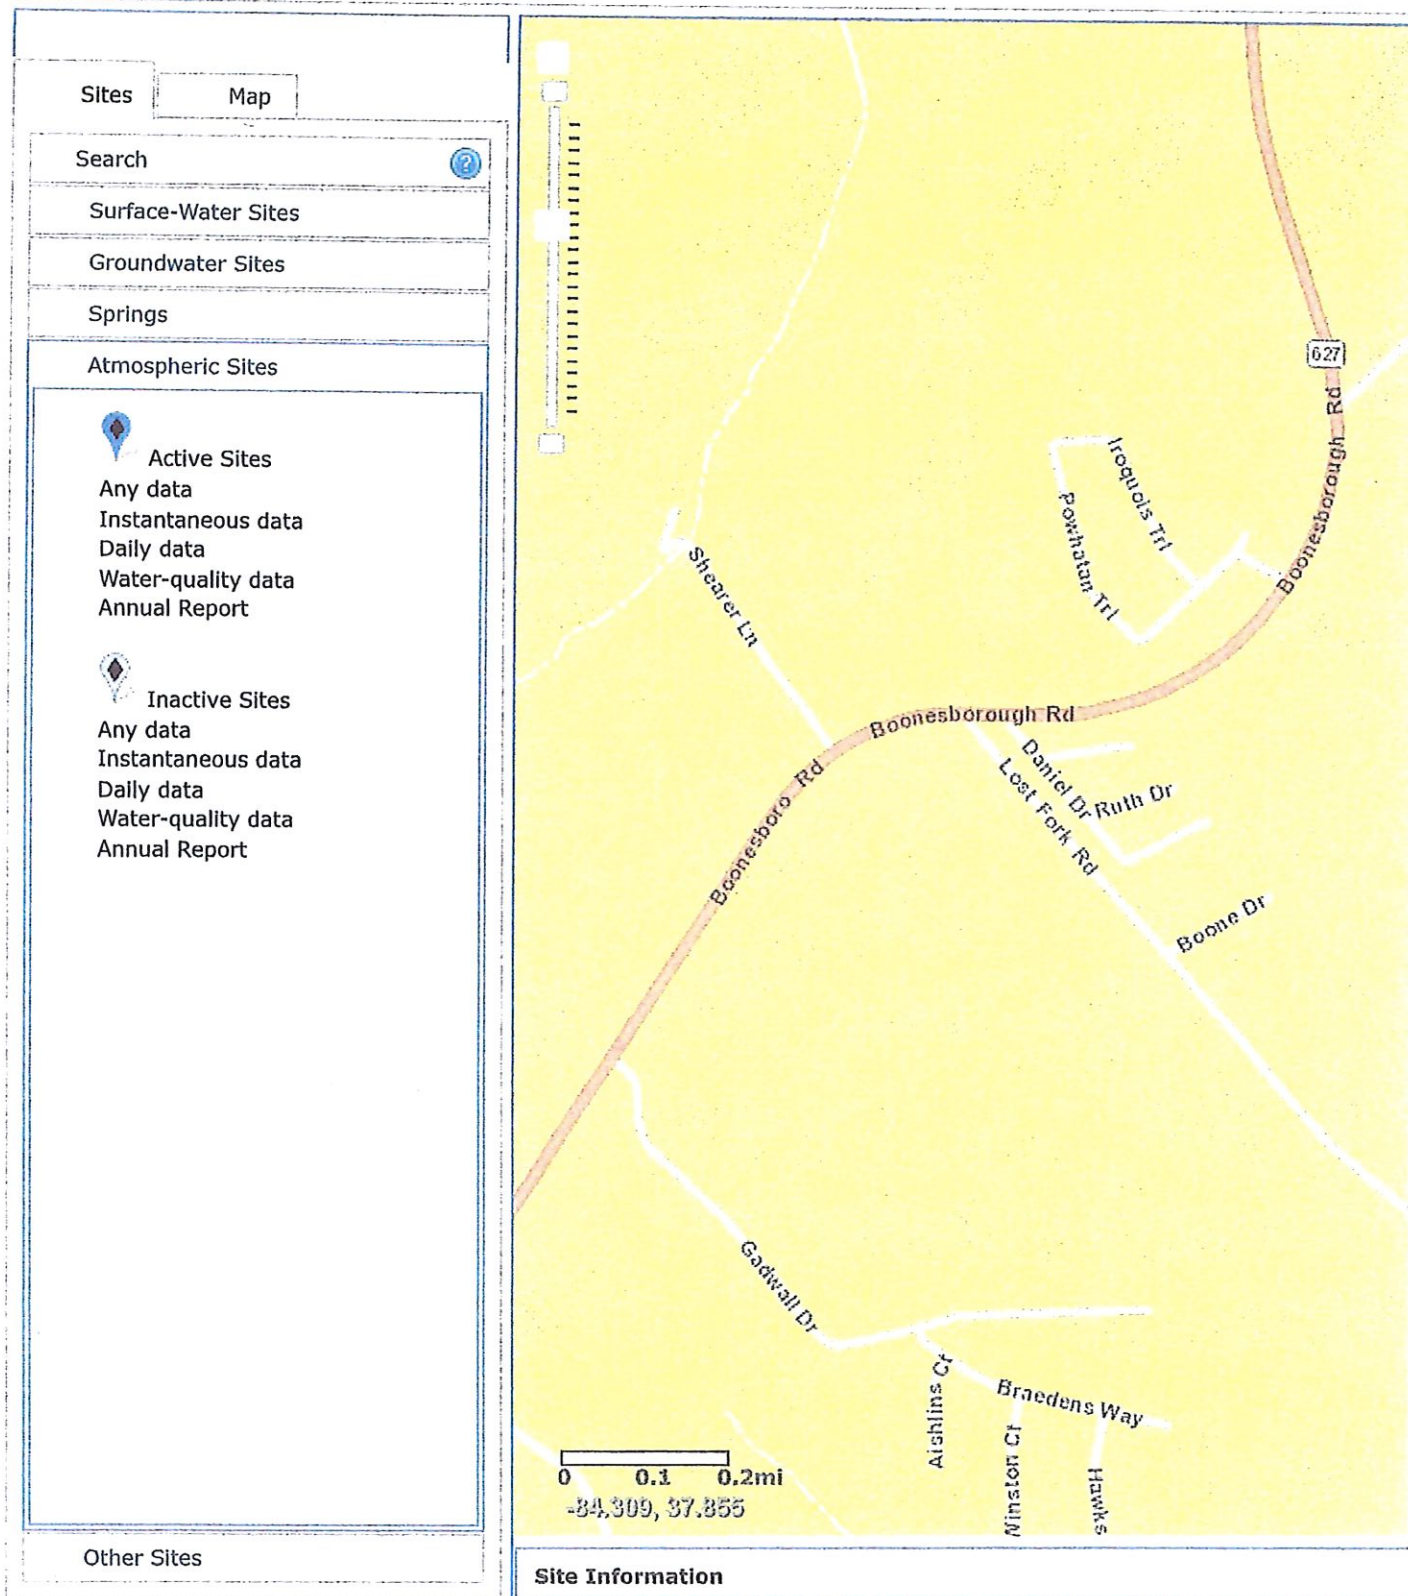 Sites
Map
Search
?
Surface-Water Sites
Groundwater Sites
Springs
Atmospheric Sites
Active Sites
Any data
Instantaneous data
Daily data
Water-quality data
Annual Report
Inactive Sites
Any data
Instantaneous data
Daily data
Water-quality data
Annual Report
Other Sites
627
Boonesborough Rd
Iroquois Trl
Powhatan Trl
Shearer Ln
Boonesborough Rd
Boonesboro Rd
Daniel Dr
Ruth Dr
Lost Fork Rd
Boone Dr
Gadwall Dr
Aishlins Ct
Braedens Way
Winston Ct
Hawks
0 0.1 0.2mi
-84.309, 37.855
Site Information